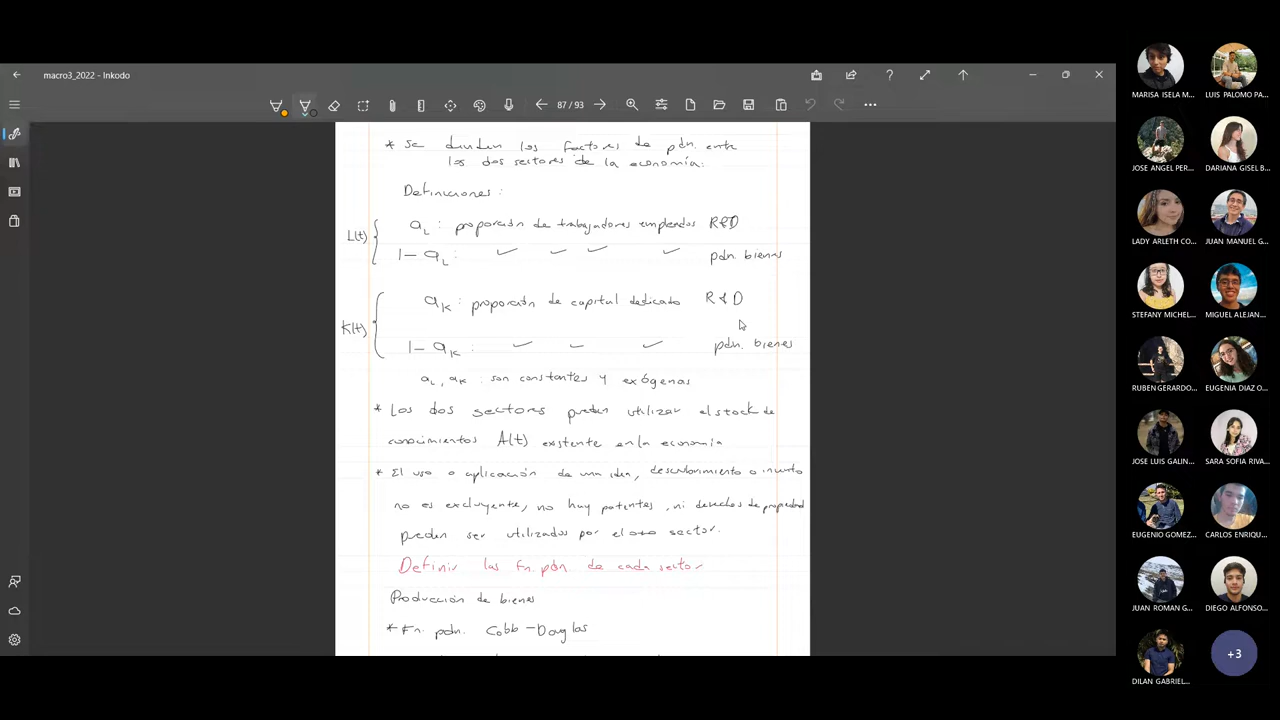 macro3_2022 - Inkodo
87 / 93
* Se dividen los factores de pdn. entre
los dos sectores de la economía.
Definiciones:
L(t)
a_L : proporción de trabajadores empleados R&D
1 - a_L : ✓ ✓ ✓ ✓ pdn. bienes
K(t)
a_K : proporción de capital dedicado R&D
1 - a_K : ✓ ✓ ✓ pdn. bienes
a_L, a_K : son constantes y exógenas
* Los dos sectores pueden utilizar el stock de
conocimientos A(t) existente en la economía
* El uso o aplicación de una idea, descubrimiento o invento
no es excluyente, no hay patentes, ni derechos de propiedad
pueden ser utilizados por el otro sector.
Definir las fn. pdn de cada sector
Producción de bienes
* Fn. pdn. Cobb-Douglas
MARISA ISELA M...
LUIS PALOMO PA...
JOSE ANGEL PER...
DARIANA GISEL B...
LADY ARLETH CO...
JUAN MANUEL G...
STEFANY MICHEL...
MIGUEL ALEJAN...
RUBEN GERARDO...
EUGENIA DIAZ O...
JOSE LUIS GALIN...
SARA SOFIA RIVA...
EUGENIO GOMEZ...
CARLOS ENRIQU...
JUAN ROMAN G...
DIEGO ALFONSO...
DILAN GABRIEL...
+3